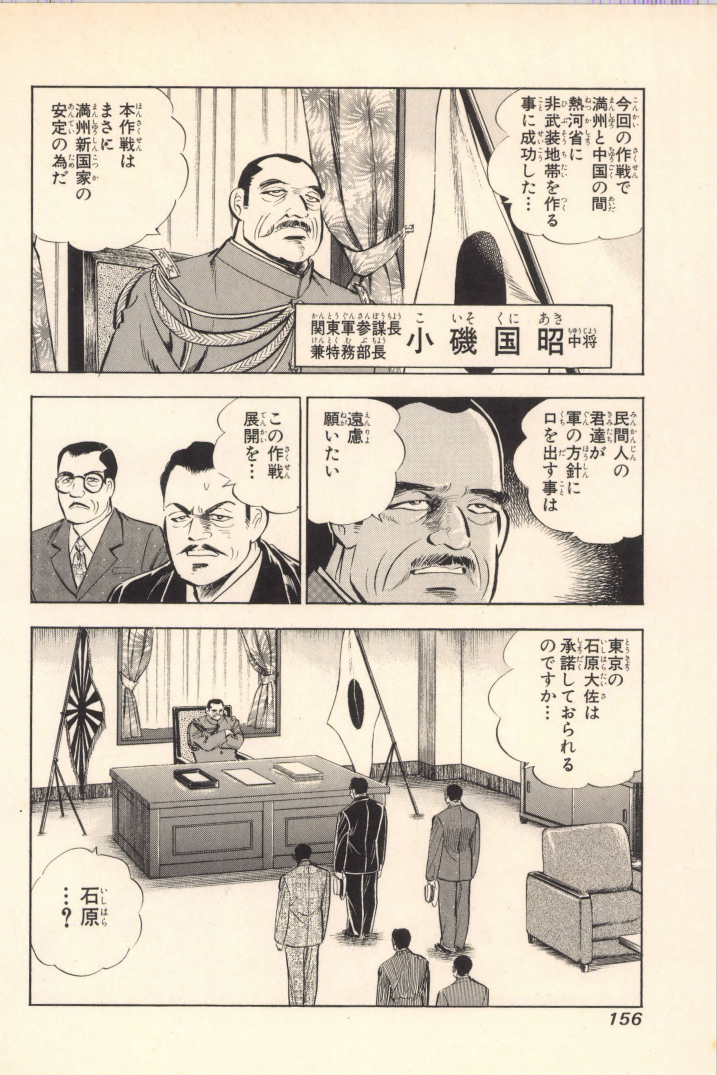 今回の作戦で
満州と中国の間
熱河省に
非武装地帯を作る
事に成功した…
本作戦は
まさに
満州新国家の
安定の為だ
関東軍参謀長
兼特務部長
小磯国昭中将
民間人の
君達が
軍の方針に
口を出す事は
遠慮
願いたい
この作戦
展開を…
東京の
石原大佐は
承諾しておられる
のですか…
石原
…?
156